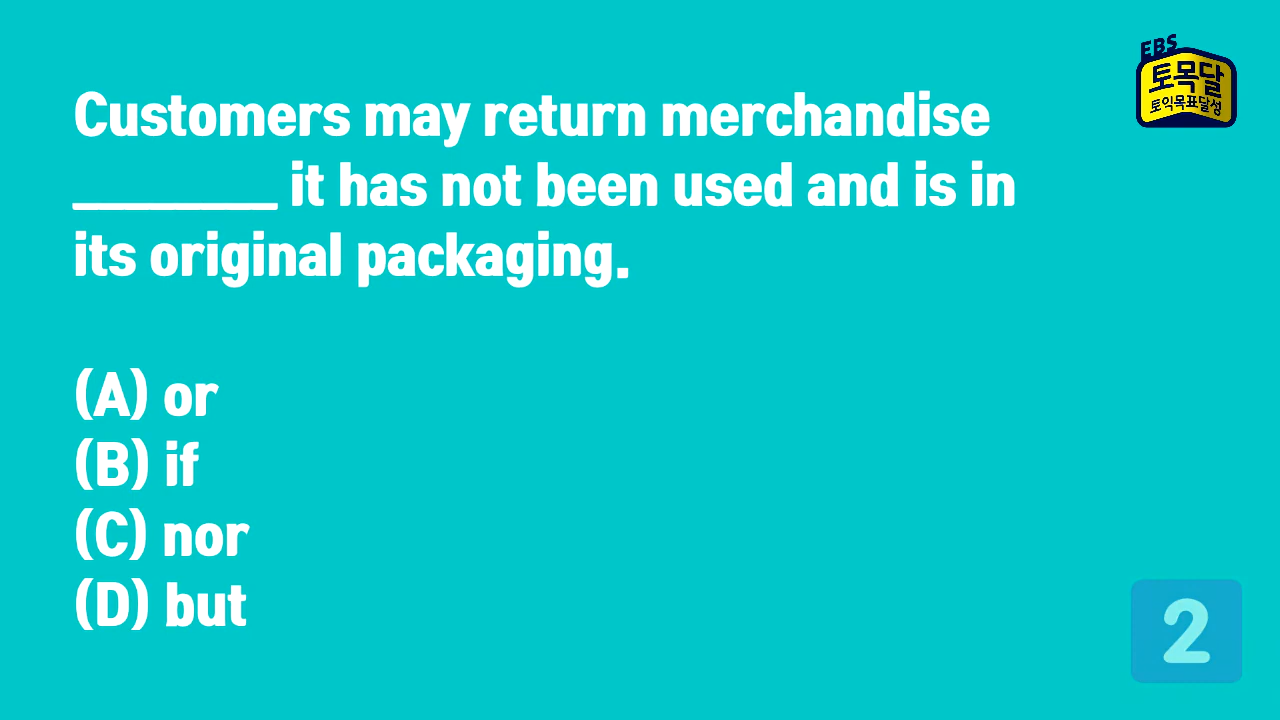 EBS
토목달
토익목표달성
Customers may return merchandise
________ it has not been used and is in
its original packaging.
(A) or
(B) if
(C) nor
(D) but
2